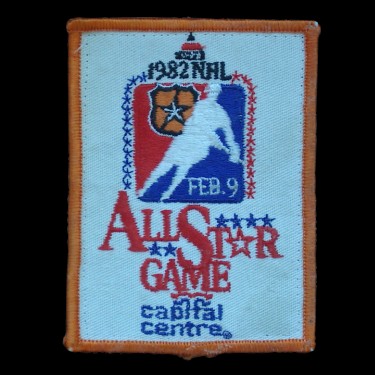 1982 NHL
FEB. 9
ALL STAR
GAME
capital
centre